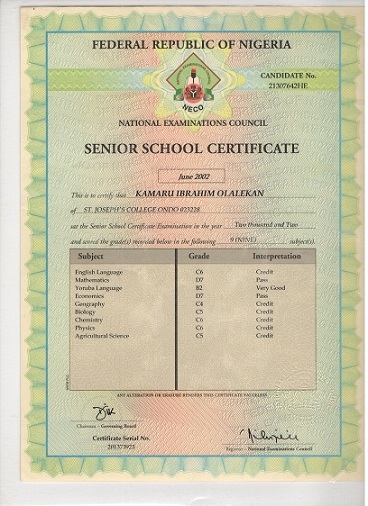 FEDERAL REPUBLIC OF NIGERIA
CANDIDATE No.
21307642HE
NECO
NATIONAL EXAMINATIONS COUNCIL
SENIOR SCHOOL CERTIFICATE
June 2002
This is to certify that KAMARU IBRAHIM OLALEKAN
of ST. JOSEPH'S COLLEGE ONDO 023228
sat the Senior School Certificate Examination in the year Two thousand and Two
and scored the grade(s) recorded below in the following 9 (NINE) subject(s).
Subject Grade Interpretation
English Language C6 Credit
Mathematics D7 Pass
Yoruba Language B2 Very Good
Economics D7 Pass
Geography C4 Credit
Biology C5 Credit
Chemistry C6 Credit
Physics C6 Credit
Agricultural Science C5 Credit
ANY ALTERATION OR ERASURE RENDERS THIS CERTIFICATE VALUELESS
Chairman - Governing Board
Certificate Serial No.
Registrar - National Examinations Council